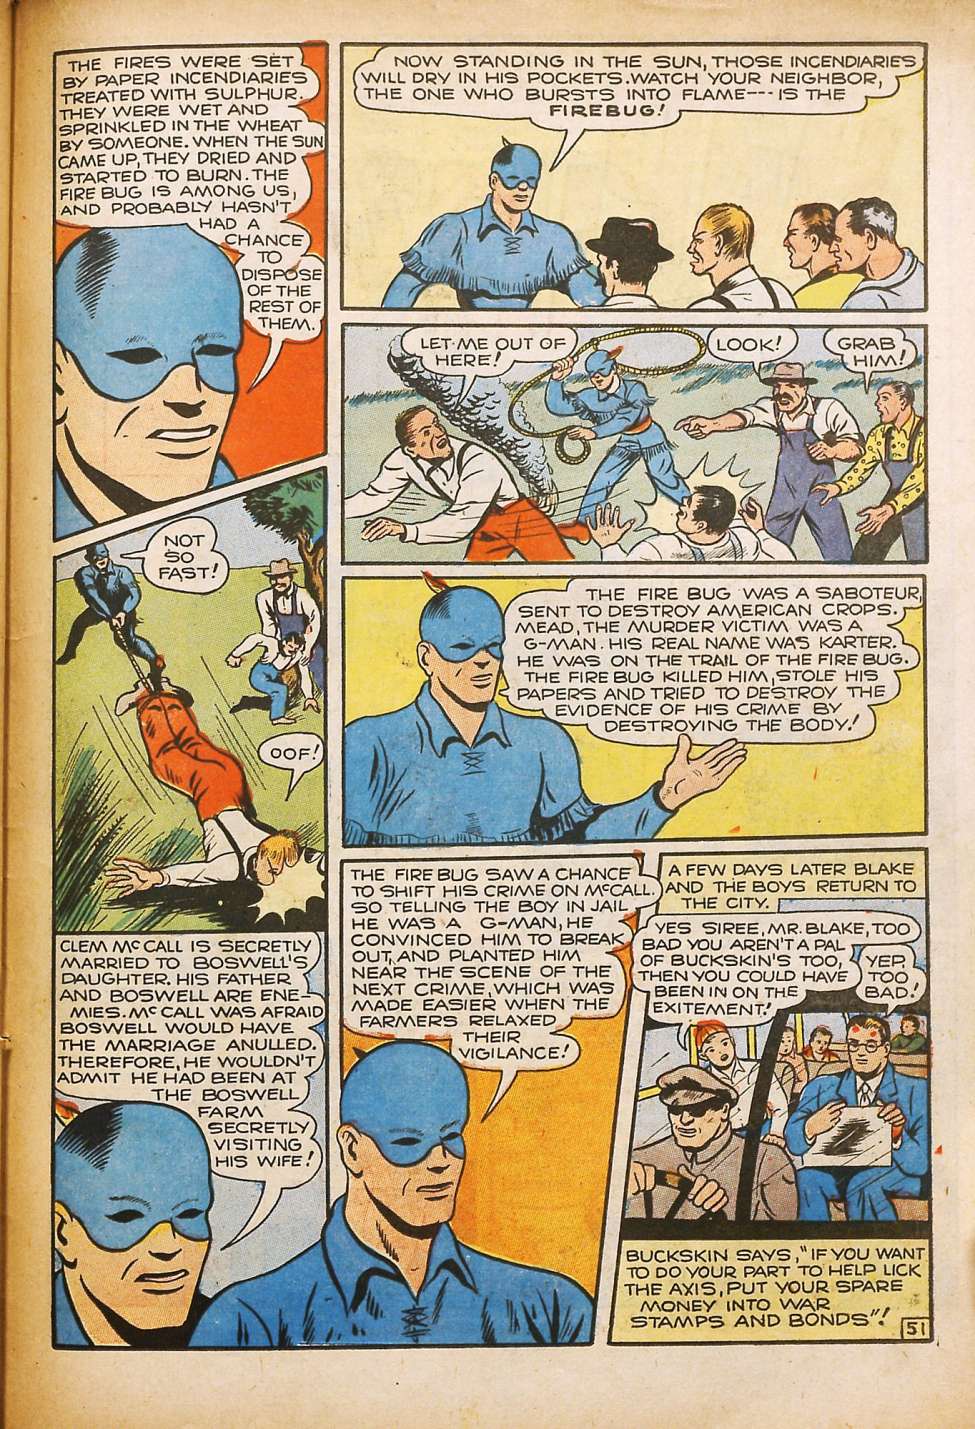 THE FIRES WERE SET
BY PAPER INCENDIARIES
TREATED WITH SULPHUR.
THEY WERE WET AND
SPRINKLED IN THE WHEAT
BY SOMEONE. WHEN THE SUN
CAME UP, THEY DRIED AND
STARTED TO BURN. THE
FIRE BUG IS AMONG US,
AND PROBABLY HASN'T
HAD A
CHANCE
TO
DISPOSE
OF THE
REST OF
THEM.
NOW STANDING IN THE SUN, THOSE INCENDIARIES
WILL DRY IN HIS POCKETS. WATCH YOUR NEIGHBOR,
THE ONE WHO BURSTS INTO FLAME--- IS THE
FIREBUG!
LET ME OUT OF
HERE!
LOOK!
GRAB
HIM!
NOT
SO
FAST!
OOF!
THE FIRE BUG WAS A SABOTEUR,
SENT TO DESTROY AMERICAN CROPS.
MEAD, THE MURDER VICTIM WAS A
G-MAN. HIS REAL NAME WAS KARTER.
HE WAS ON THE TRAIL OF THE FIRE BUG.
THE FIRE BUG KILLED HIM, STOLE HIS
PAPERS AND TRIED TO DESTROY THE
EVIDENCE OF HIS CRIME BY
DESTROYING THE BODY!
CLEM McCALL IS SECRETLY
MARRIED TO BOSWELL'S
DAUGHTER. HIS FATHER
AND BOSWELL ARE ENE-
MIES. McCALL WAS AFRAID
BOSWELL WOULD HAVE
THE MARRIAGE ANULLED.
THEREFORE, HE WOULDN'T
ADMIT HE HAD BEEN AT
THE BOSWELL
FARM
SECRETLY
VISITING
HIS WIFE!
THE FIRE BUG SAW A CHANCE
TO SHIFT HIS CRIME ON McCALL.
SO TELLING THE BOY IN JAIL
HE WAS A G-MAN, HE
CONVINCED HIM TO BREAK
OUT, AND PLANTED HIM
NEAR THE SCENE OF THE
NEXT CRIME, WHICH WAS
MADE EASIER WHEN THE
FARMERS RELAXED
THEIR
VIGILANCE!
A FEW DAYS LATER BLAKE
AND THE BOYS RETURN TO
THE CITY.
YES SIREE, MR. BLAKE, TOO
BAD YOU AREN'T A PAL
OF BUCKSKIN'S TOO,
THEN YOU COULD HAVE
BEEN IN ON THE
EXITEMENT!
YEP,
TOO
BAD!
BUCKSKIN SAYS, "IF YOU WANT
TO DO YOUR PART TO HELP LICK
THE AXIS, PUT YOUR SPARE
MONEY INTO WAR
STAMPS AND BONDS"!
51